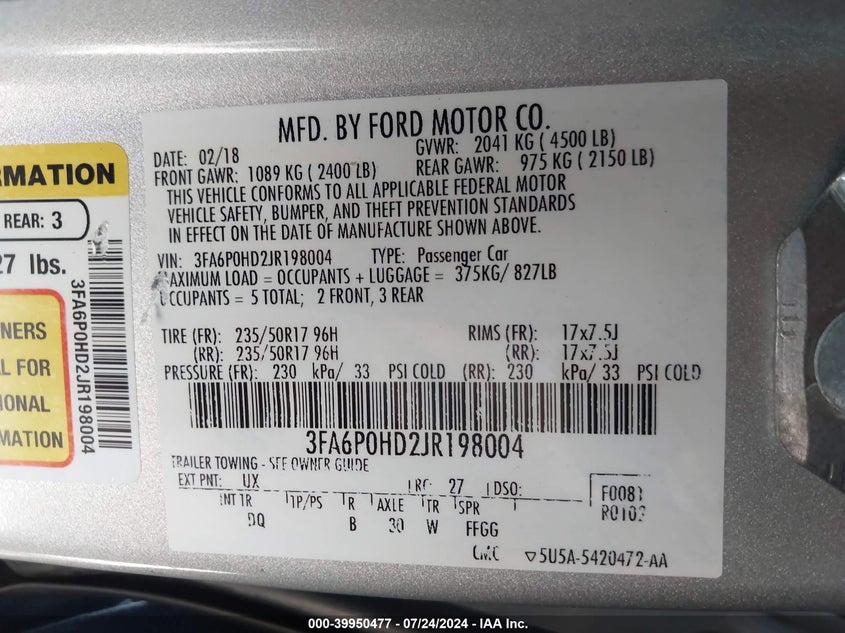 MFD. BY FORD MOTOR CO.
DATE: 02/18 GVWR: 2041 KG ( 4500 LB)
FRONT GAWR: 1089 KG ( 2400 LB) REAR GAWR: 975 KG ( 2150 LB)
THIS VEHICLE CONFORMS TO ALL APPLICABLE FEDERAL MOTOR
VEHICLE SAFETY, BUMPER, AND THEFT PREVENTION STANDARDS
IN EFFECT ON THE DATE OF MANUFACTURE SHOWN ABOVE.
VIN: 3FA6P0HD2JR198004 TYPE: Passenger Car
MAXIMUM LOAD = OCCUPANTS + LUGGAGE = 375KG/ 827LB
OCCUPANTS = 5 TOTAL; 2 FRONT, 3 REAR
TIRE (FR): 235/50R17 96H RIMS (FR): 17x7.5J
(RR): 235/50R17 96H (RR): 17x7.5J
PRESSURE (FR): 230 kPa/ 33 PSI COLD (RR): 230 kPa/ 33 PSI COLD
3FA6P0HD2JR198004
TRAILER TOWING - SEE OWNER GUIDE
EXT PNT: UX RC: 27 DSO: F0081
INT TR TP/PS R AXLE TR SPR R0102
DQ B 30 W FFGG
CMC ▽5U5A-5420472-AA
RMATION
REAR: 3
27 lbs.
NERS
AL FOR
IONAL
RMATION
3FA6P0HD2JR198004
000-39950477 - 07/24/2024 - IAA Inc.